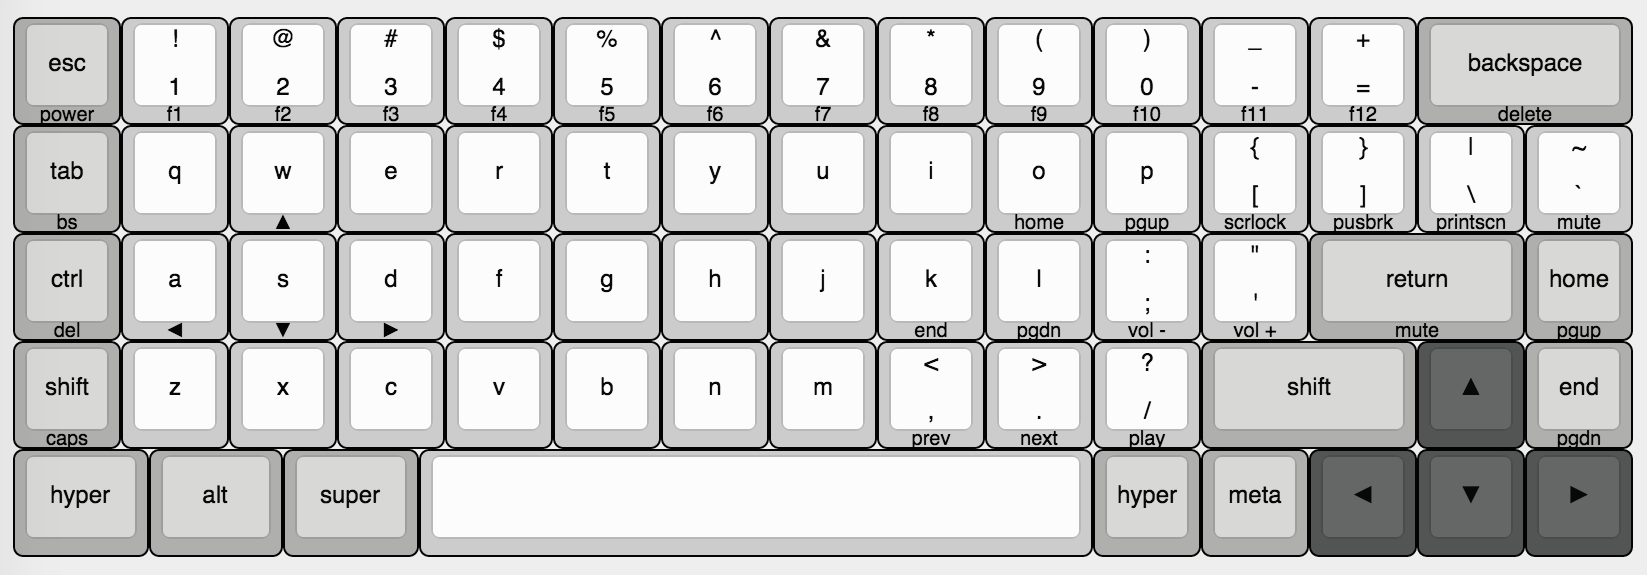 esc ! @ # $ % ^ & * ( ) _ + backspace
1 2 3 4 5 6 7 8 9 0 - =
power f1 f2 f3 f4 f5 f6 f7 f8 f9 f10 f11 f12 delete
tab q w e r t y u i o p { } | ~
[ ] \ `
bs ▲ home pgup scrlock pusbrk printscn mute
ctrl a s d f g h j k l : " return home
; '
del ◀ ▼ ▶ end pgdn vol - vol + mute pgup
shift z x c v b n m < > ? shift ▲ end
, . /
caps prev next play pgdn
hyper alt super hyper meta ◀ ▼ ▶